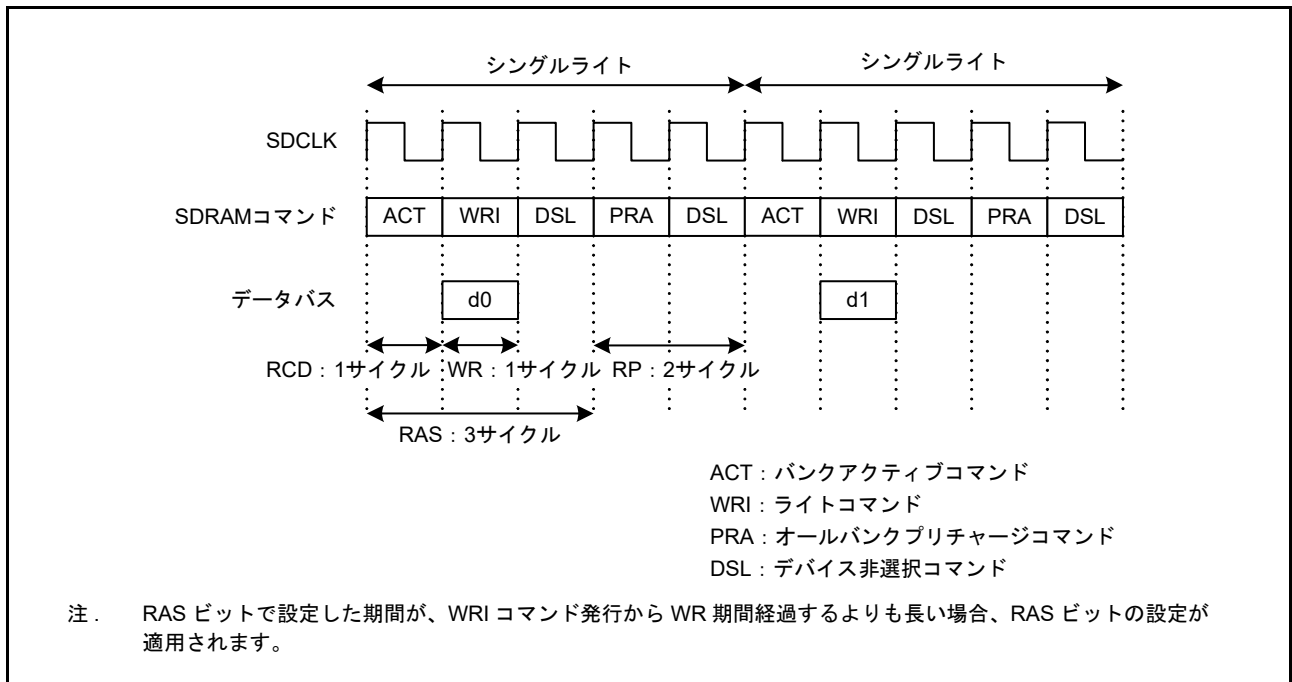 シングルライト シングルライト
SDCLK
SDRAMコマンド ACT WRI DSL PRA DSL ACT WRI DSL PRA DSL
データバス d0 d1
RCD：1サイクル WR：1サイクル RP：2サイクル
RAS：3サイクル
ACT：バンクアクティブコマンド
WRI：ライトコマンド
PRA：オールバンクプリチャージコマンド
DSL：デバイス非選択コマンド
注． RAS ビットで設定した期間が、WRI コマンド発行から WR 期間経過するよりも長い場合、RAS ビットの設定が
適用されます。